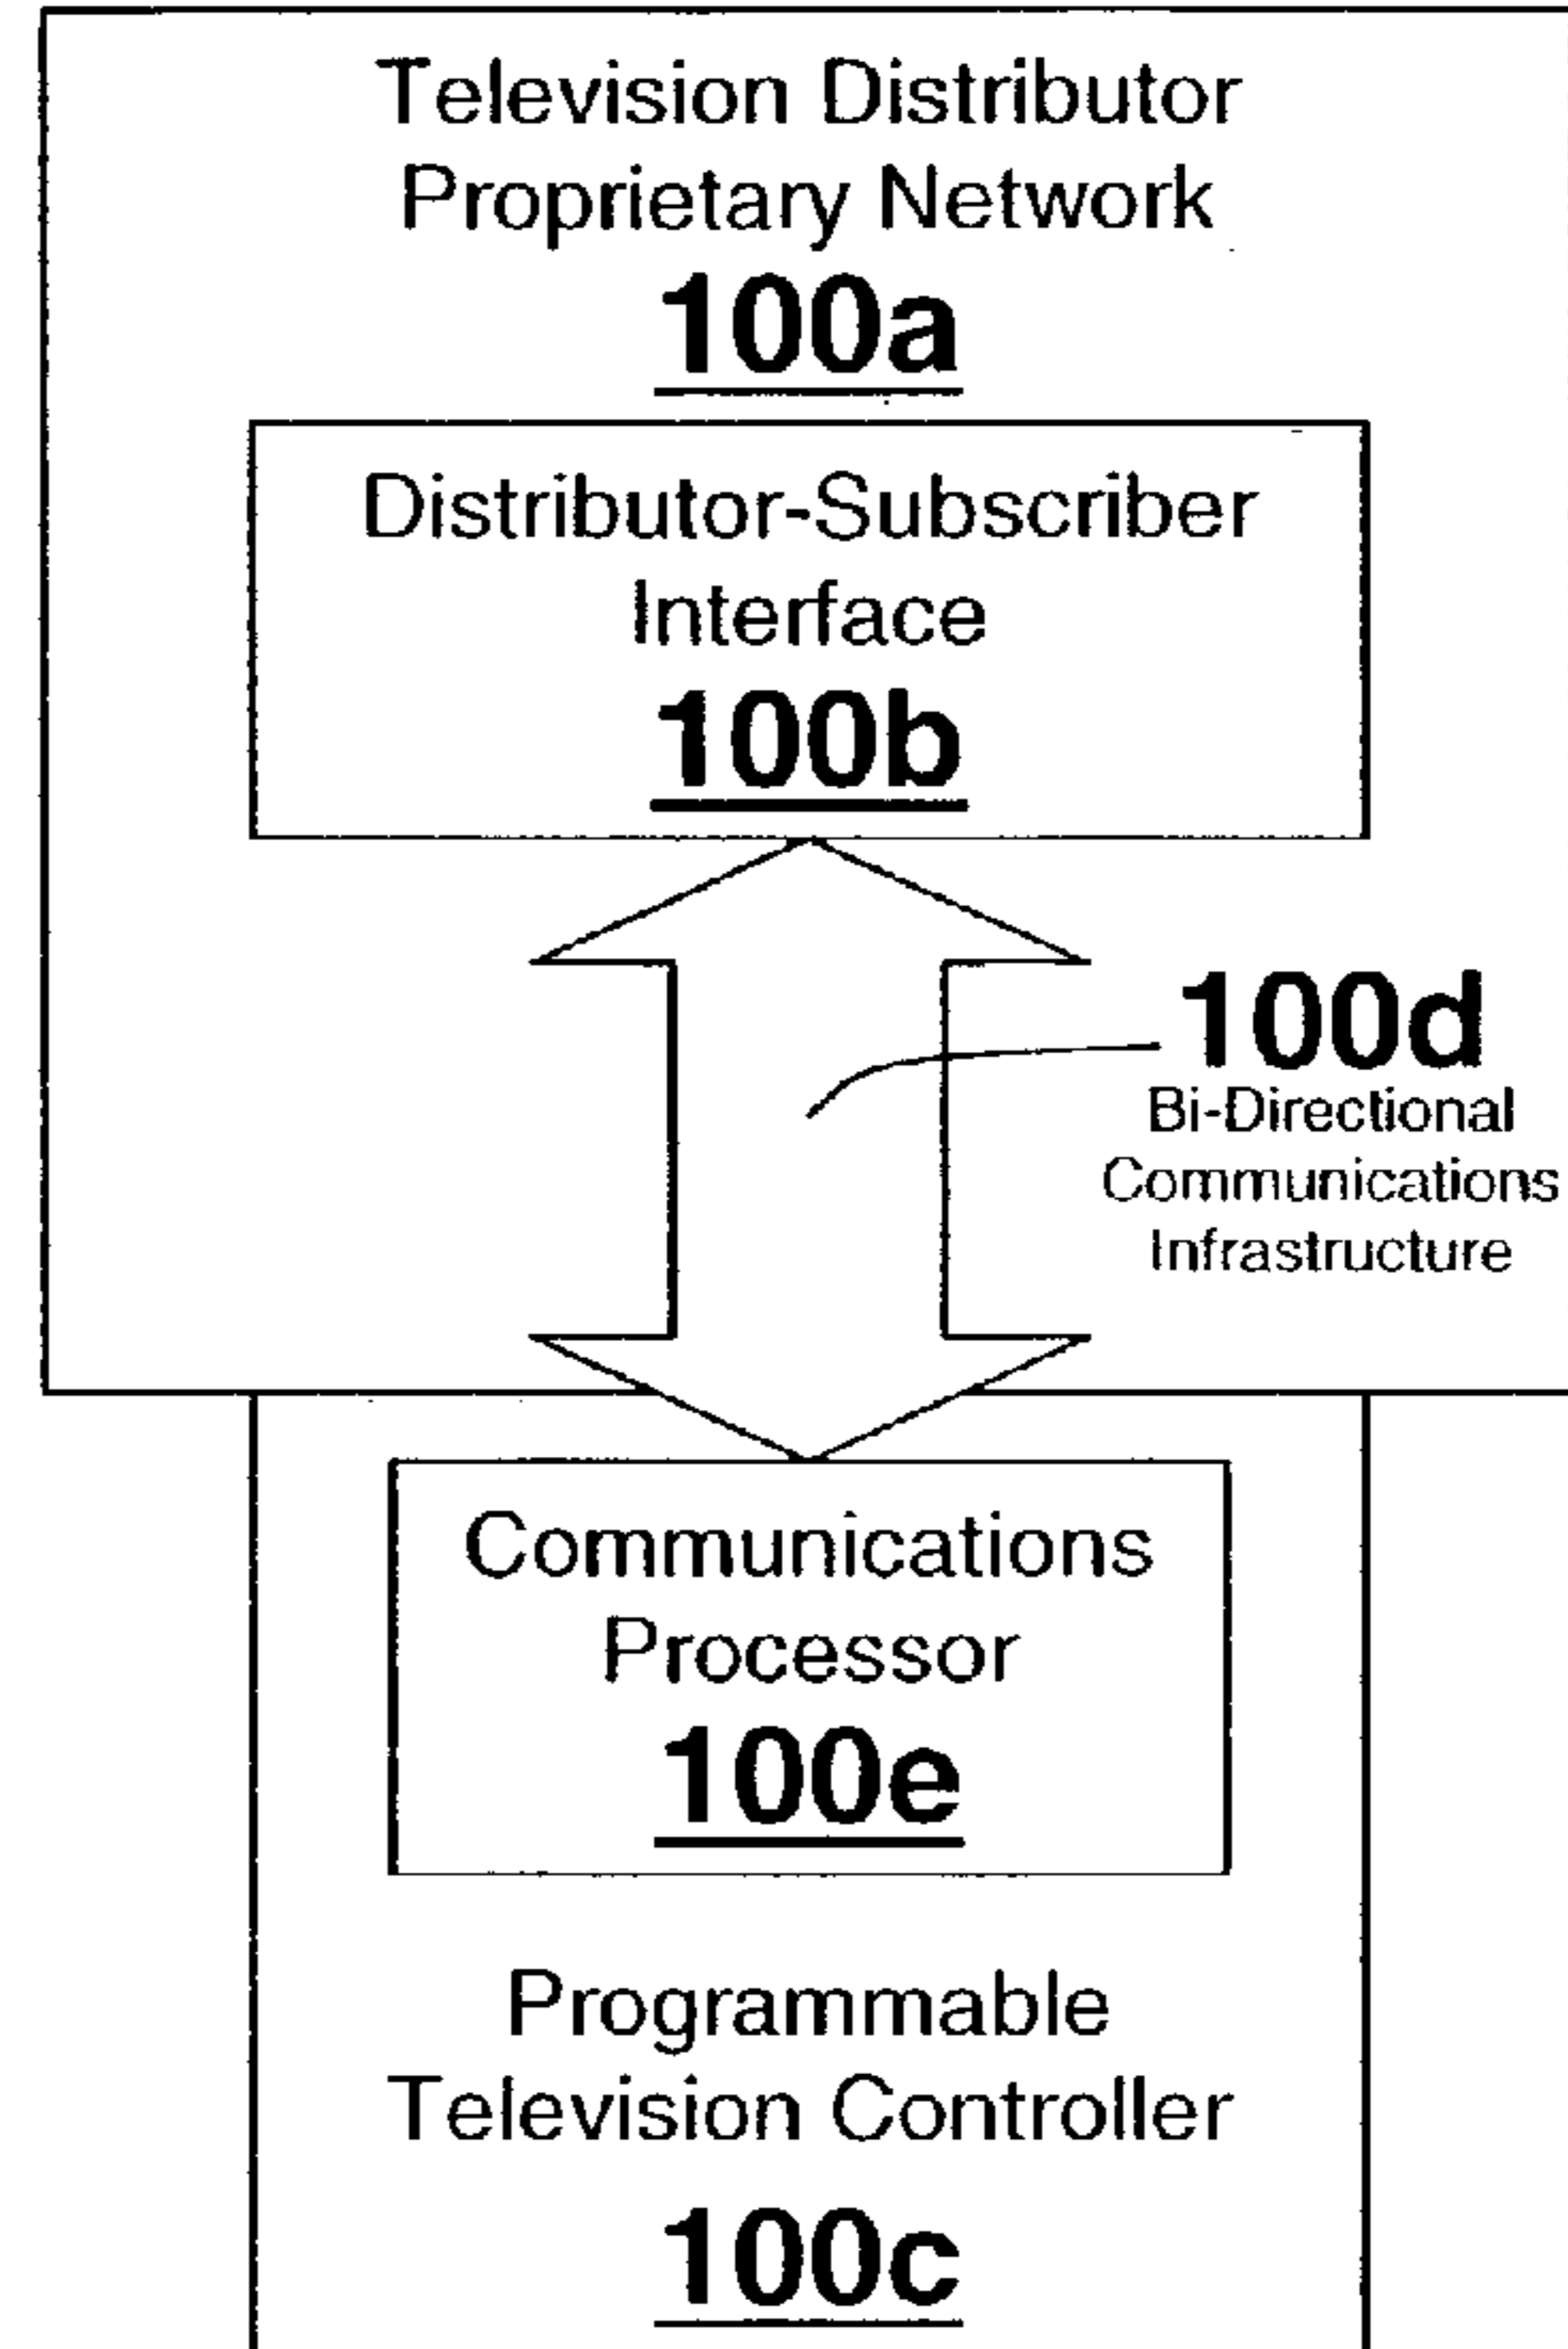 Television Distributor
Proprietary Network
100a
Distributor-Subscriber
Interface
100b
100d
Bi-Directional
Communications
Infrastructure
Communications
Processor
100e
Programmable
Television Controller
100c